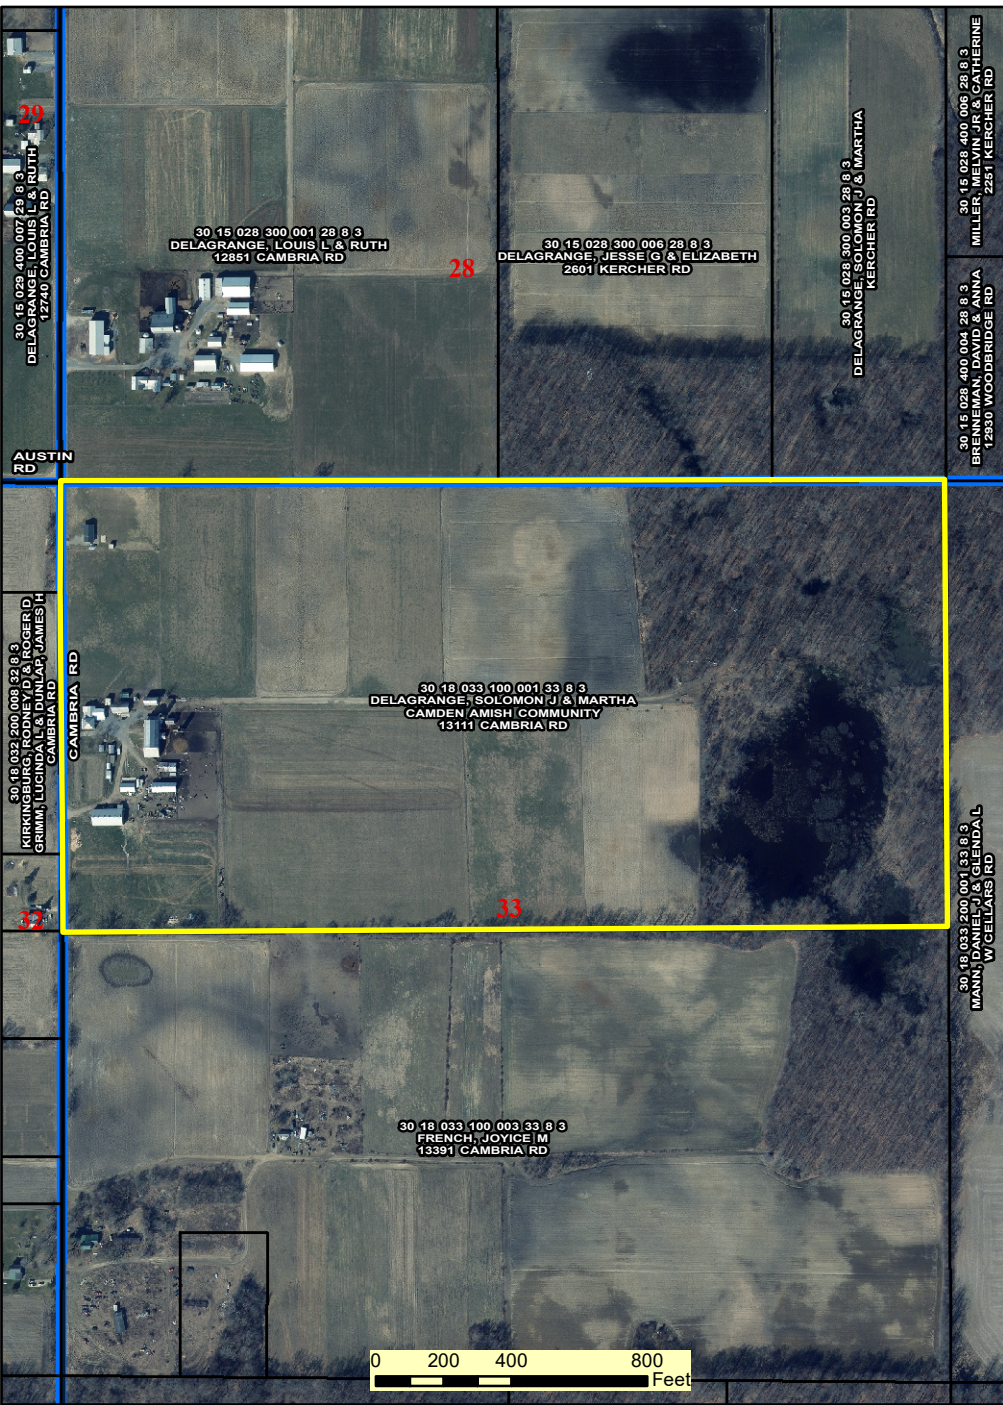 29
30 15 029 400 007 29 8 3
DELAGRANGE, LOUIS L & RUTH
12740 CAMBRIA RD
30 15 028 300 001 28 8 3
DELAGRANGE, LOUIS L & RUTH
12851 CAMBRIA RD
28
30 15 028 300 006 28 8 3
DELAGRANGE, JESSE G & ELIZABETH
2601 KERCHER RD
30 15 028 300 003 28 8 3
DELAGRANGE, SOLOMON J & MARTHA
KERCHER RD
30 15 028 400 006 28 8 3
MILLER, MELVIN JR & CATHERINE
2251 KERCHER RD
30 15 028 400 004 28 8 3
BRENNEMAN, DAVID & ANNA
12930 WOODBRIDGE RD
AUSTIN
RD
30 18 032 200 008 32 8 3
KIRKINGBURG, RODNEY D & ROGER D
GRIMM, LUCINDA L & DUNLAP, JAMES H
CAMBRIA RD
CAMBRIA RD
30 18 033 100 001 33 8 3
DELAGRANGE, SOLOMON J & MARTHA
CAMDEN AMISH COMMUNITY
13111 CAMBRIA RD
30 18 033 200 001 33 8 3
MANN, DANIEL J & GLENDA L
W CELLARS RD
32
33
30 18 033 100 003 33 8 3
FRENCH, JOYICE M
13391 CAMBRIA RD
0 200 400 800
Feet